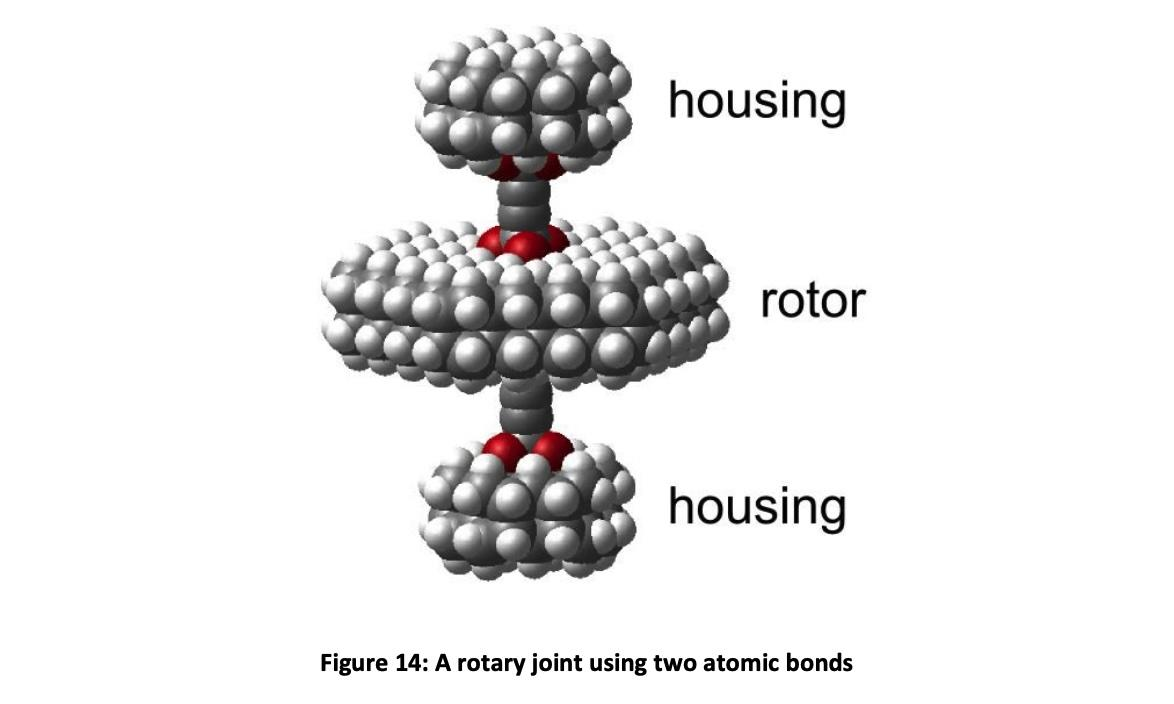 housing
rotor
housing
Figure 14: A rotary joint using two atomic bonds